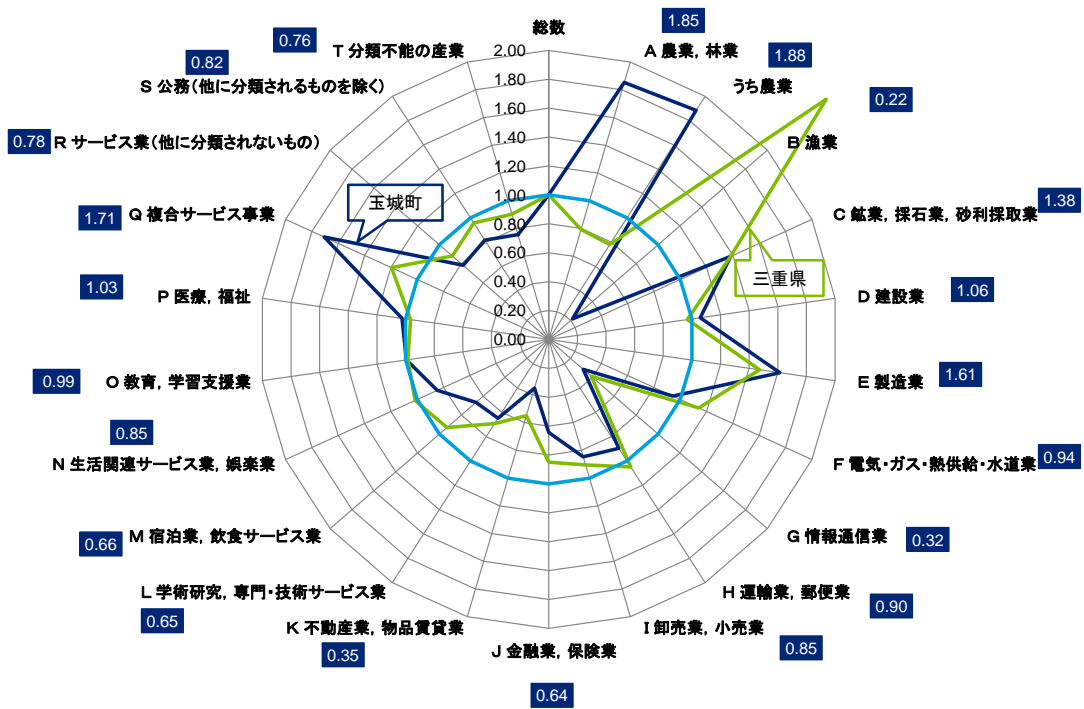 総数
1.85
A 農業, 林業
1.88
うち農業
0.22
B 漁業
1.38
C 鉱業, 採石業, 砂利採取業
1.06
D 建設業
1.61
E 製造業
0.94
F 電気・ガス・熱供給・水道業
0.32
G 情報通信業
0.90
H 運輸業, 郵便業
0.85
I 卸売業, 小売業
0.64
J 金融業, 保険業
0.35
K 不動産業, 物品賃貸業
0.65
L 学術研究, 専門・技術サービス業
0.66
M 宿泊業, 飲食サービス業
0.85
N 生活関連サービス業, 娯楽業
0.99
O 教育, 学習支援業
1.03
P 医療, 福祉
1.71
Q 複合サービス事業
0.78
R サービス業(他に分類されないもの)
0.82
S 公務(他に分類されるものを除く)
0.76
T 分類不能の産業
2.00
1.80
1.60
1.40
1.20
1.00
0.80
0.60
0.40
0.20
0.00
玉城町
三重県